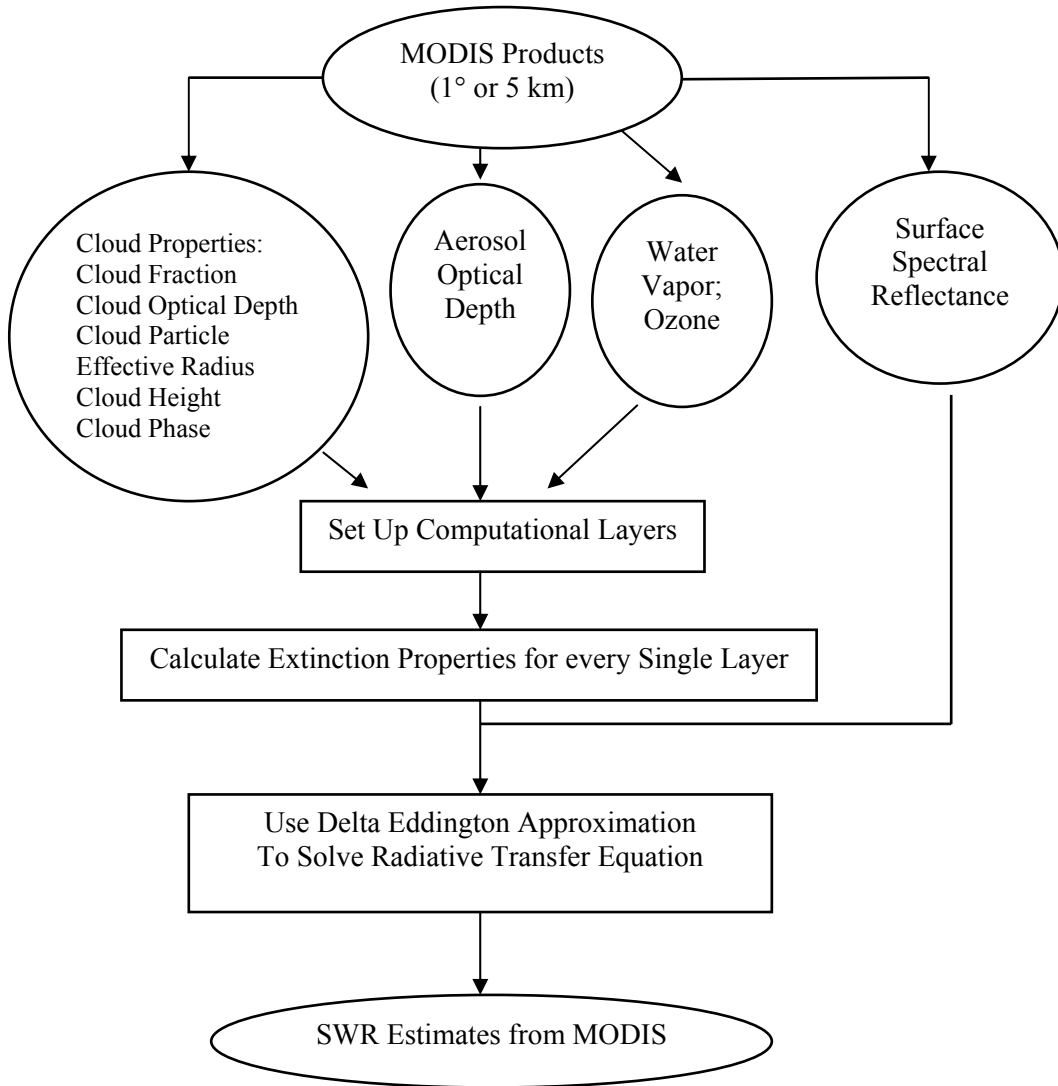 MODIS Products
(1° or 5 km)
Cloud Properties:
Cloud Fraction
Cloud Optical Depth
Cloud Particle
Effective Radius
Cloud Height
Cloud Phase
Aerosol
Optical
Depth
Water
Vapor;
Ozone
Surface
Spectral
Reflectance
Set Up Computational Layers
Calculate Extinction Properties for every Single Layer
Use Delta Eddington Approximation
To Solve Radiative Transfer Equation
SWR Estimates from MODIS